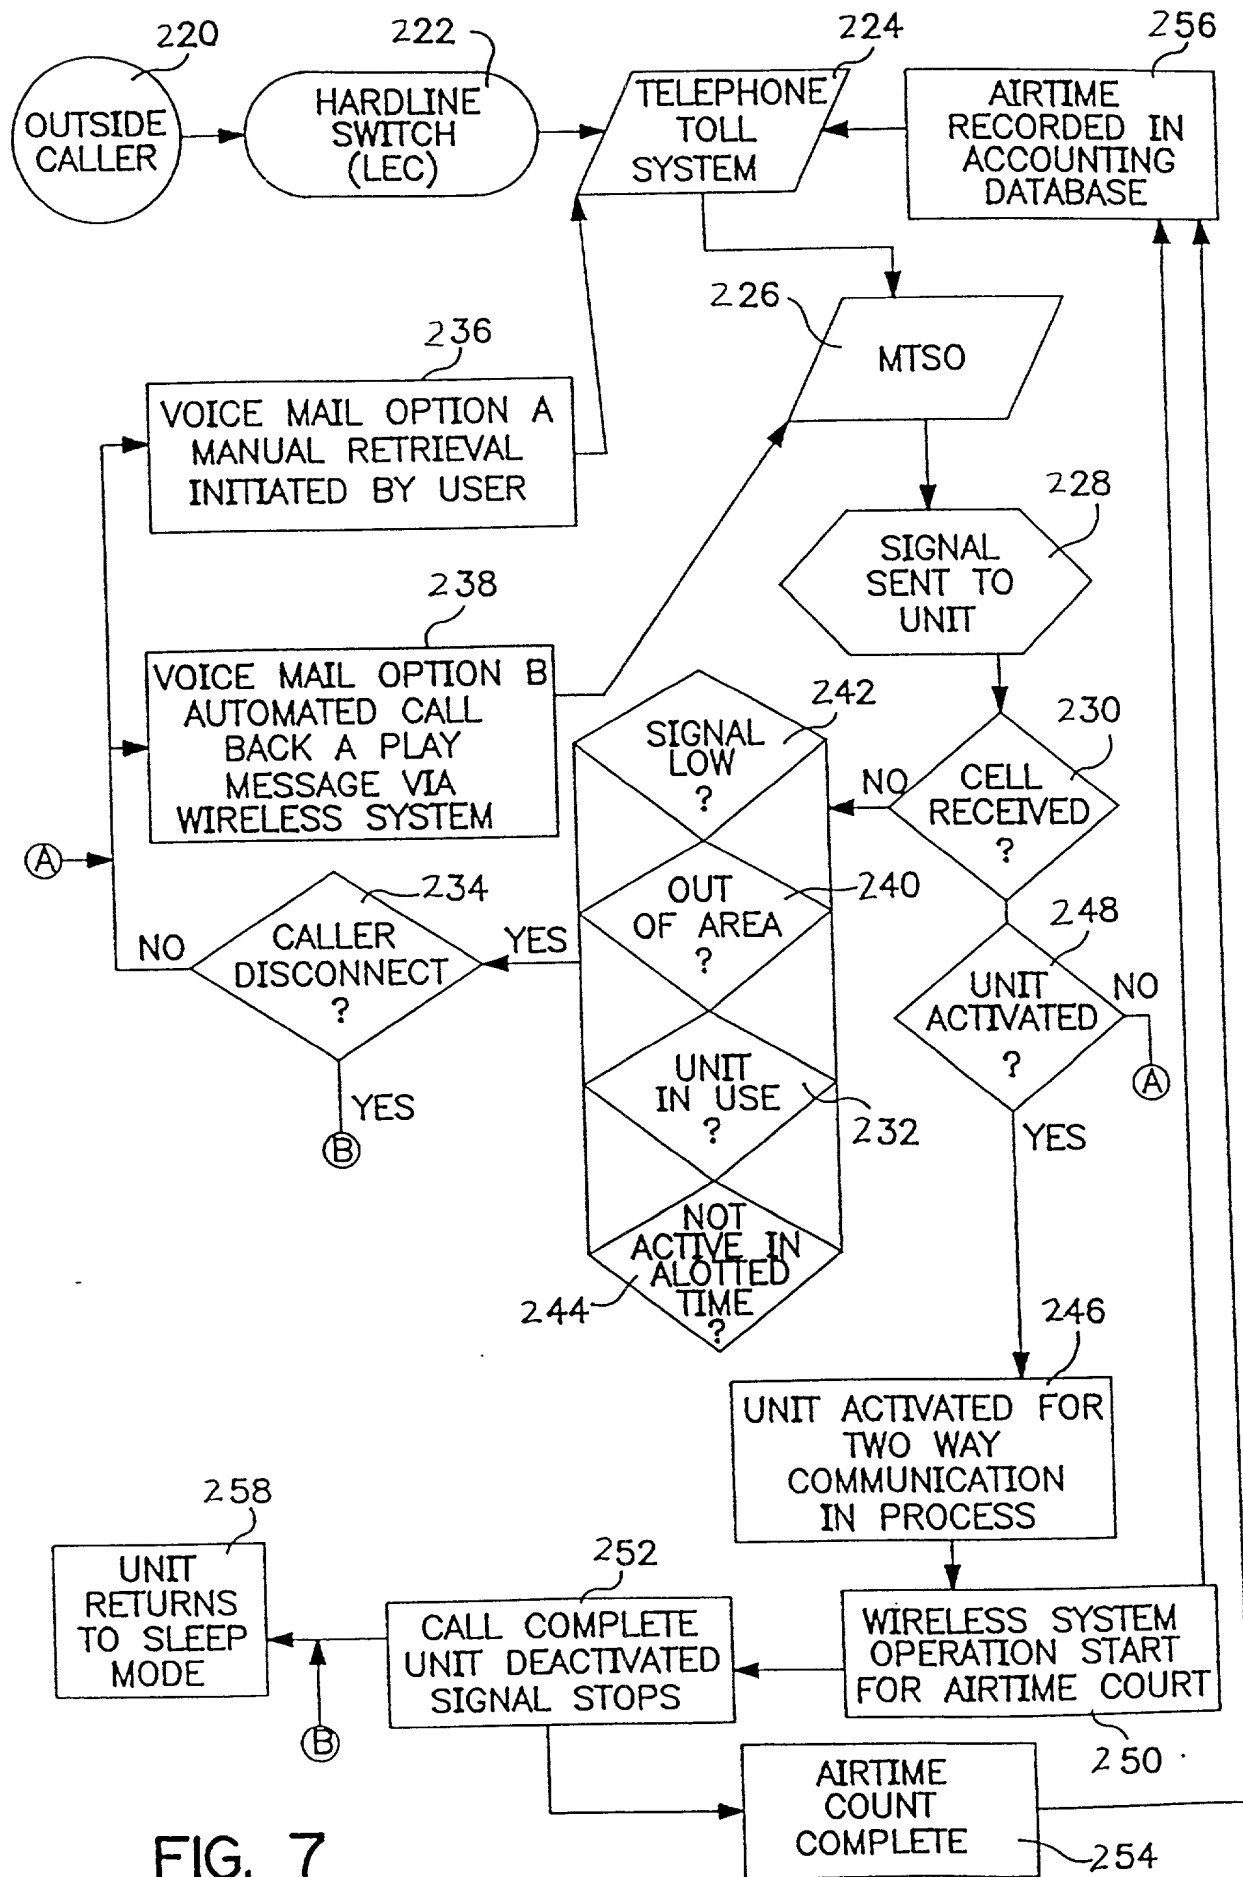 220
222
224
256
OUTSIDE
CALLER
HARDLINE
SWITCH
(LEC)
TELEPHONE
TOLL
SYSTEM
AIRTIME
RECORDED IN
ACCOUNTING
DATABASE
226
MTSO
236
VOICE MAIL OPTION A
MANUAL RETRIEVAL
INITIATED BY USER
228
SIGNAL
SENT TO
UNIT
238
VOICE MAIL OPTION B
AUTOMATED CALL
BACK A PLAY
MESSAGE VIA
WIRELESS SYSTEM
242
SIGNAL
LOW
?
230
NO
CELL
RECEIVED
?
A
234
NO
CALLER
DISCONNECT
?
YES
YES
B
240
OUT
OF AREA
?
248
UNIT
ACTIVATED
?
NO
A
YES
UNIT
IN USE
?
232
NOT
ACTIVE IN
ALOTTED
TIME
?
244
246
UNIT ACTIVATED FOR
TWO WAY
COMMUNICATION
IN PROCESS
258
UNIT
RETURNS
TO SLEEP
MODE
B
252
CALL COMPLETE
UNIT DEACTIVATED
SIGNAL STOPS
WIRELESS SYSTEM
OPERATION START
FOR AIRTIME COURT
250
AIRTIME
COUNT
COMPLETE
254
FIG. 7